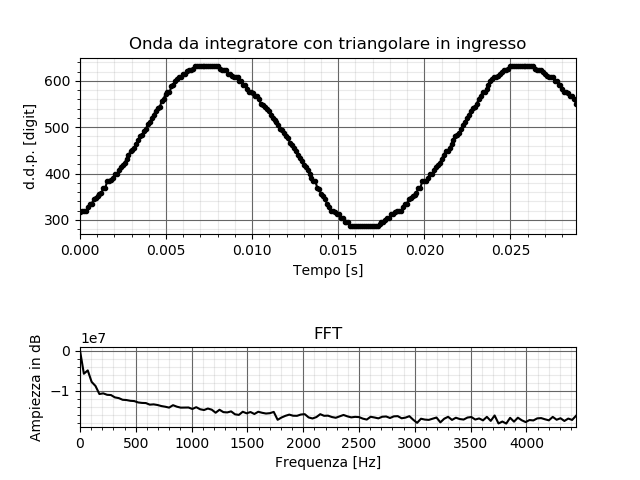 Onda da integratore con triangolare in ingresso
600
500
400
300
d.d.p. [digit]
0.000 0.005 0.010 0.015 0.020 0.025
Tempo [s]
FFT
1e7
0
−1
Ampiezza in dB
0 500 1000 1500 2000 2500 3000 3500 4000
Frequenza [Hz]